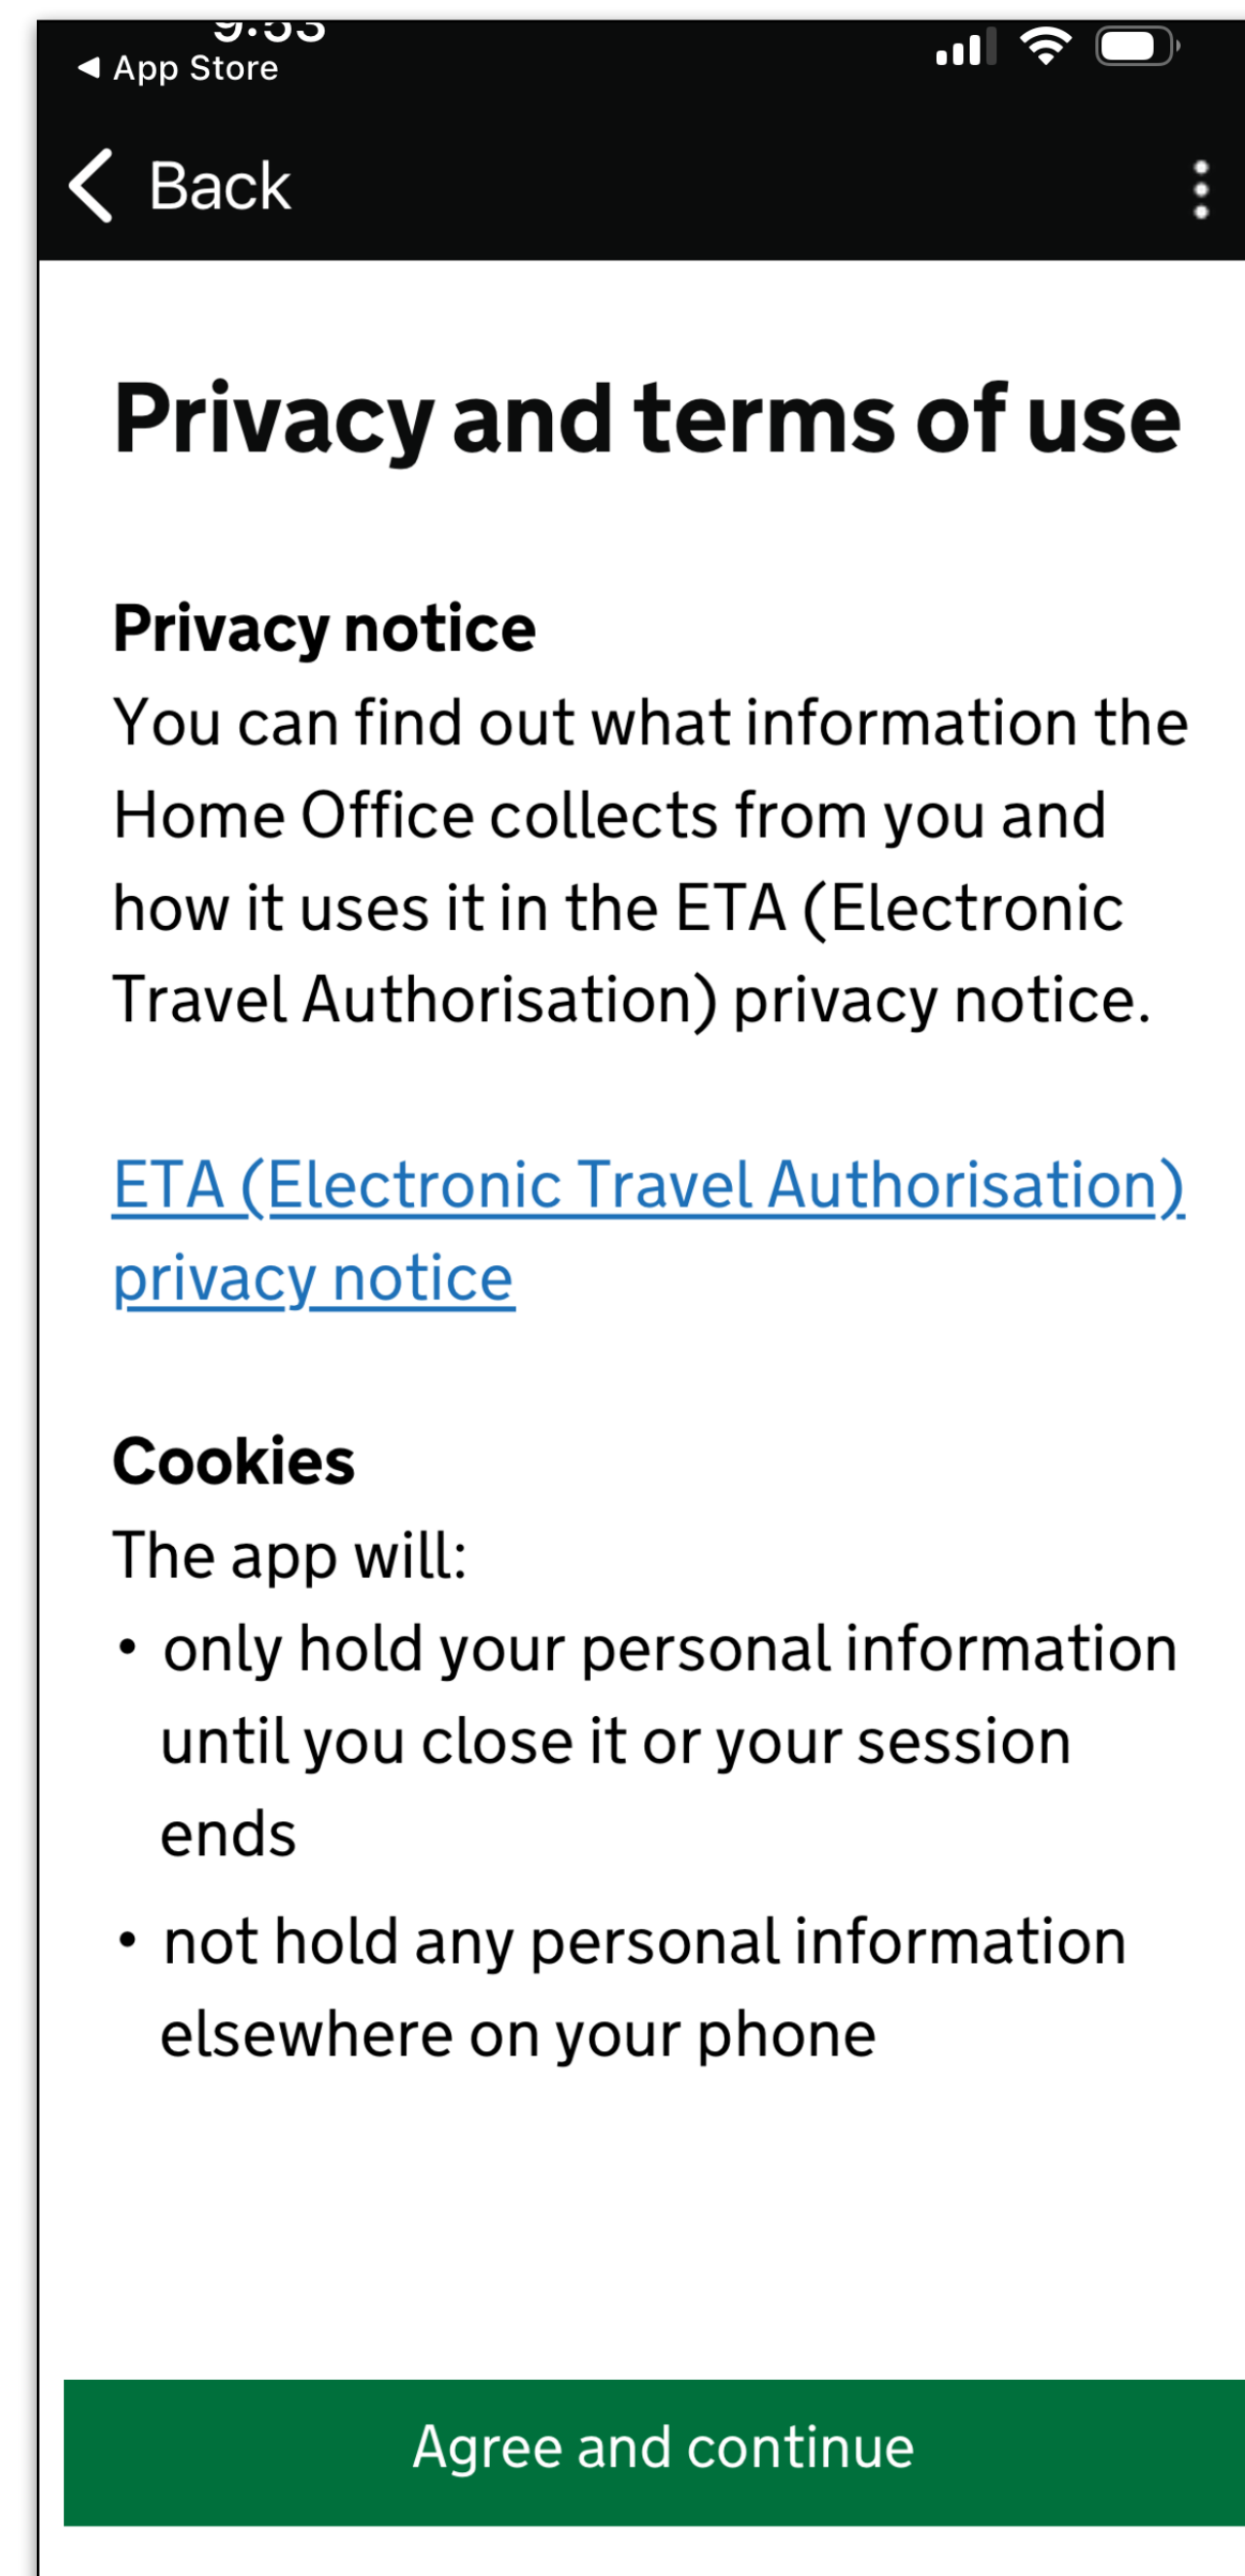 9:53
◀ App Store
Back
Privacy and terms of use
Privacy notice
You can find out what information the
Home Office collects from you and
how it uses it in the ETA (Electronic
Travel Authorisation) privacy notice.
ETA (Electronic Travel Authorisation)
privacy notice
Cookies
The app will:
• only hold your personal information
until you close it or your session
ends
• not hold any personal information
elsewhere on your phone
Agree and continue